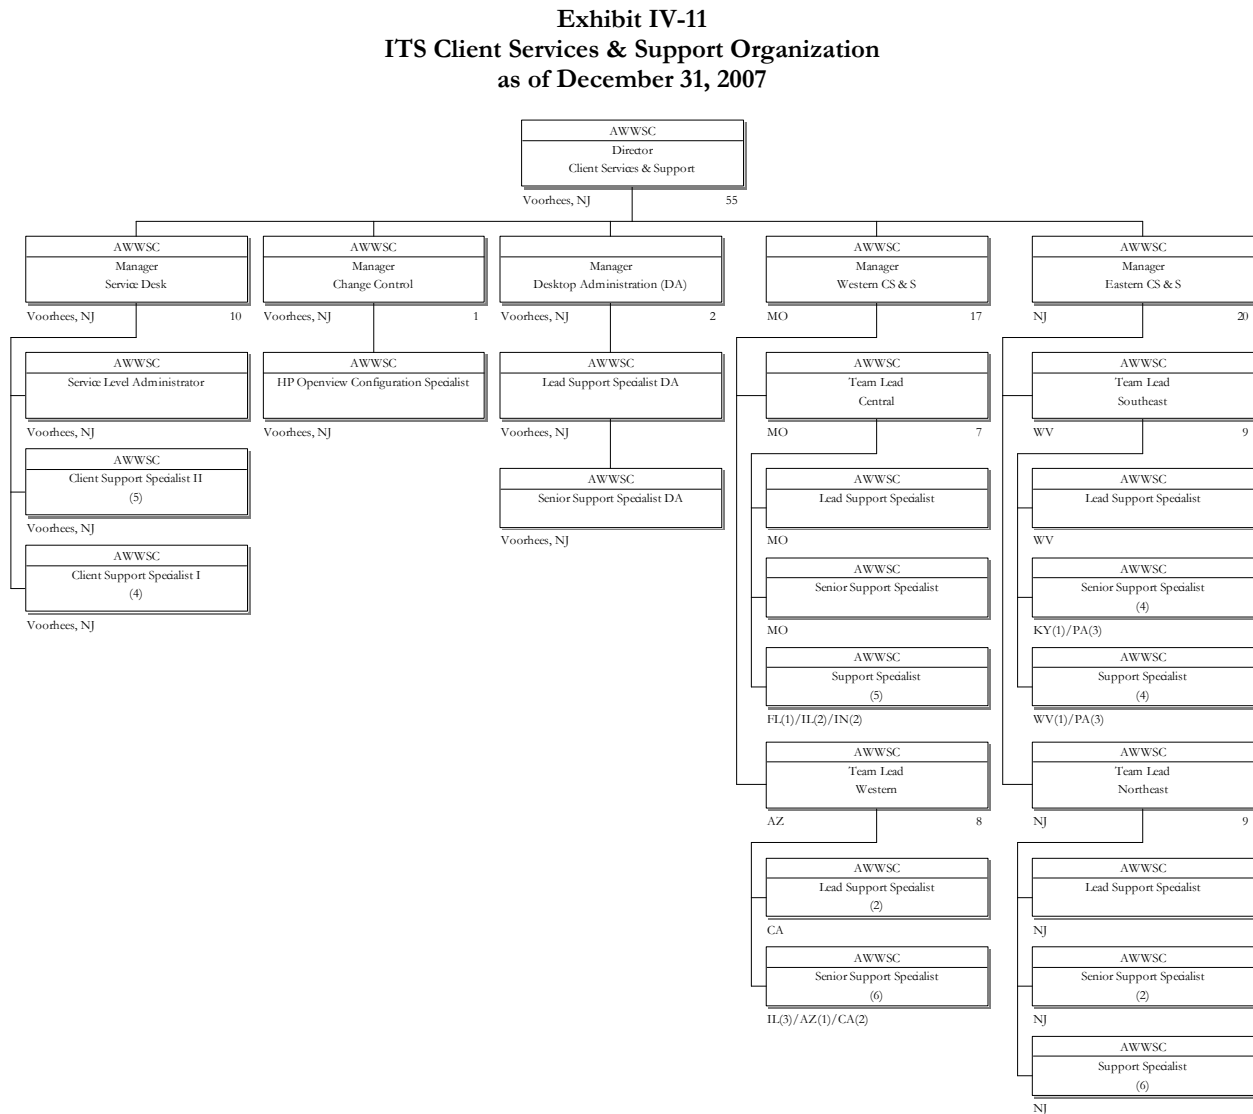 Exhibit IV-11
ITS Client Services & Support Organization
as of December 31, 2007
AWWSC
Director
Client Services & Support
Voorhees, NJ 55
AWWSC
Manager
Service Desk
Voorhees, NJ 10
AWWSC
Service Level Administrator
Voorhees, NJ
AWWSC
Client Support Specialist II
(5)
Voorhees, NJ
AWWSC
Client Support Specialist I
(4)
Voorhees, NJ
AWWSC
Manager
Change Control
Voorhees, NJ 1
AWWSC
HP Openview Configuration Specialist
Voorhees, NJ
Manager
Desktop Administration (DA)
Voorhees, NJ 2
AWWSC
Lead Support Specialist DA
Voorhees, NJ
AWWSC
Senior Support Specialist DA
Voorhees, NJ
AWWSC
Manager
Western CS & S
MO 17
AWWSC
Team Lead
Central
MO 7
AWWSC
Lead Support Specialist
MO
AWWSC
Senior Support Specialist
MO
AWWSC
Support Specialist
(5)
FL(1)/IL(2)/IN(2)
AWWSC
Team Lead
Western
AZ 8
AWWSC
Lead Support Specialist
(2)
CA
AWWSC
Senior Support Specialist
(6)
IL(3)/AZ(1)/CA(2)
AWWSC
Manager
Eastern CS & S
NJ 20
AWWSC
Team Lead
Southeast
WV 9
AWWSC
Lead Support Specialist
WV
AWWSC
Senior Support Specialist
(4)
KY(1)/PA(3)
AWWSC
Support Specialist
(4)
WV(1)/PA(3)
AWWSC
Team Lead
Northeast
NJ 9
AWWSC
Lead Support Specialist
NJ
AWWSC
Senior Support Specialist
(2)
NJ
AWWSC
Support Specialist
(6)
NJ